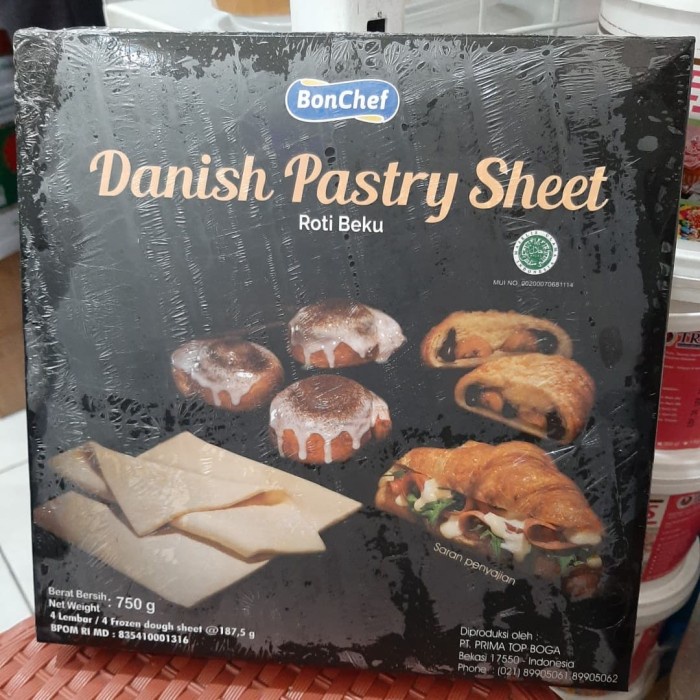 BonChef
Danish Pastry Sheet
Roti Beku
MUI NO. 00200070681114
Saran penyajian
Berat Bersih
Net Weight : 750 g
4 Lembar / 4 Frozen dough sheet @187,5 g
BPOM RI MD : 835410001316
Diproduksi oleh :
PT. PRIMA TOP BOGA
Bekasi 17550 - Indonesia
Phone : (021) 89905061,89905062